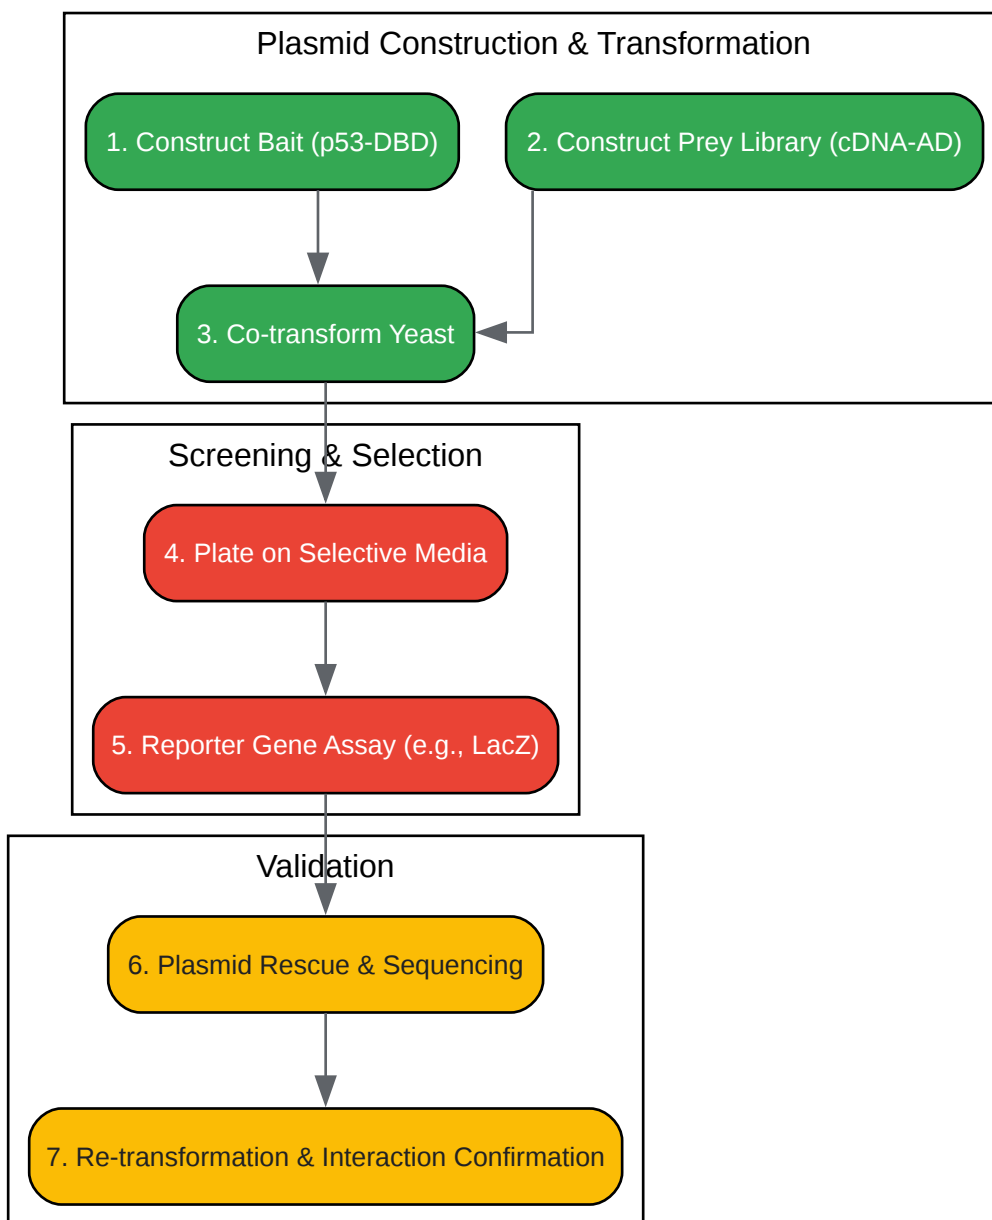 Plasmid Construction & Transformation
1. Construct Bait (p53-DBD)
2. Construct Prey Library (cDNA-AD)
3. Co-transform Yeast
Screening & Selection
4. Plate on Selective Media
5. Reporter Gene Assay (e.g., LacZ)
Validation
6. Plasmid Rescue & Sequencing
7. Re-transformation & Interaction Confirmation